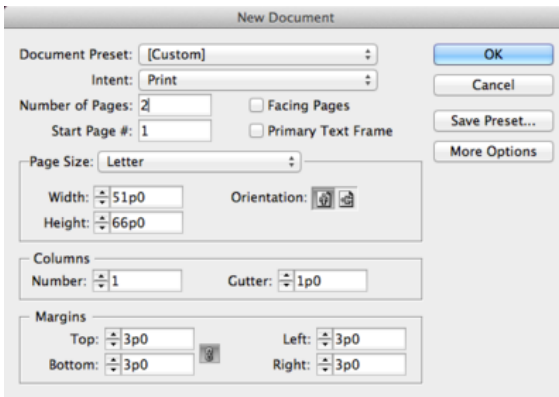 New Document
Document Preset: [Custom] OK
Intent: Print Cancel
Number of Pages: 2 Facing Pages Save Preset...
Start Page #: 1 Primary Text Frame
More Options
Page Size: Letter
Width: 51p0 Orientation:
Height: 66p0
Columns
Number: 1 Gutter: 1p0
Margins
Top: 3p0 Left: 3p0
Bottom: 3p0 Right: 3p0